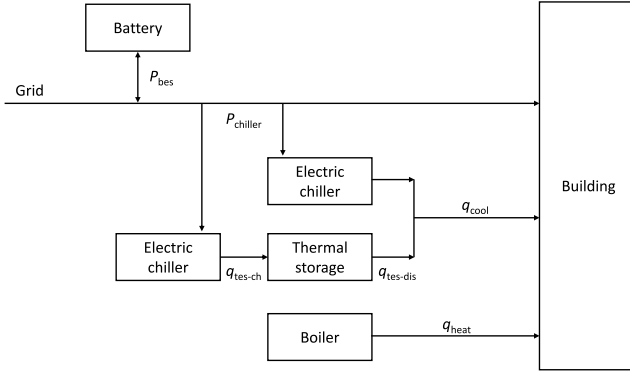 Battery
P_bes
Grid
P_chiller
Electric
chiller
Building
q_cool
Electric
chiller
q_tes-ch
Thermal
storage
q_tes-dis
Boiler
q_heat